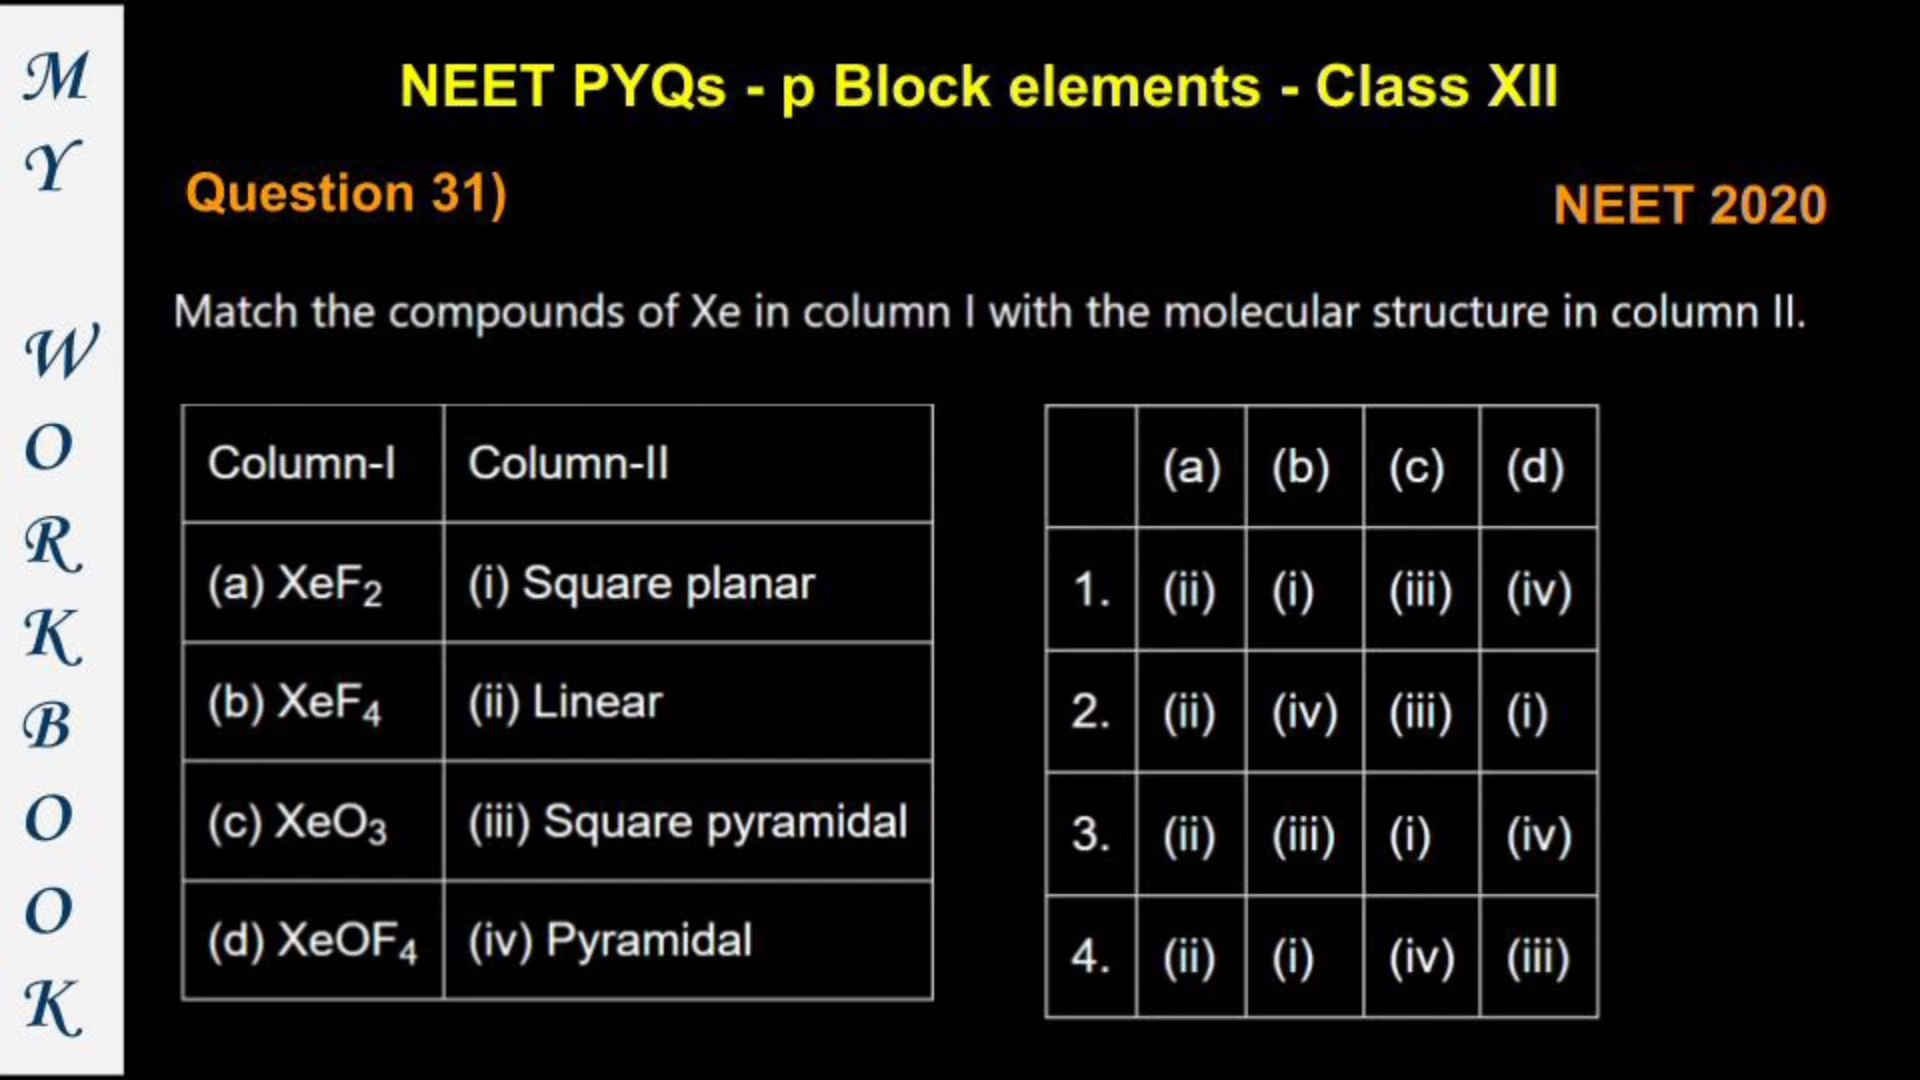 MY WORKBOOK
NEET PYQs - p Block elements - Class XII
Question 31)
NEET 2020
Match the compounds of Xe in column I with the molecular structure in column II.
Column-I Column-II
(a) XeF₂ (i) Square planar
(b) XeF₄ (ii) Linear
(c) XeO₃ (iii) Square pyramidal
(d) XeOF₄ (iv) Pyramidal
(a) (b) (c) (d)
1. (ii) (i) (iii) (iv)
2. (ii) (iv) (iii) (i)
3. (ii) (iii) (i) (iv)
4. (ii) (i) (iv) (iii)